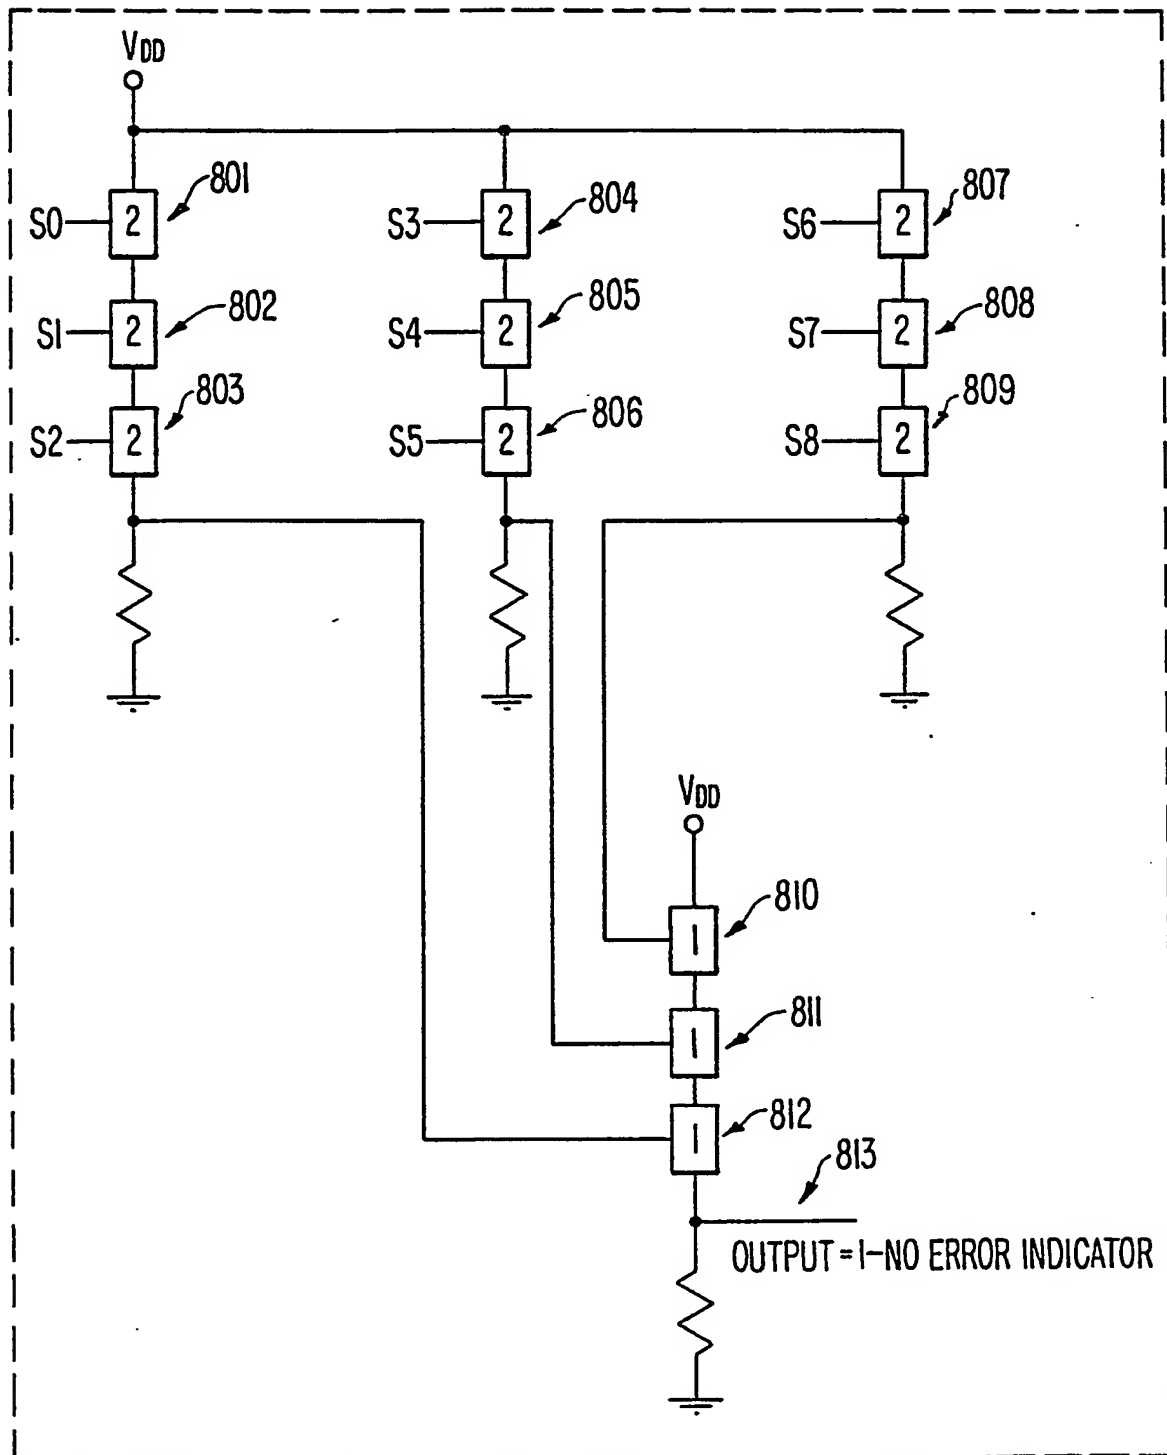 VDD
801
S0 2
804
S3 2
807
S6 2
802
S1 2
805
S4 2
808
S7 2
803
S2 2
806
S5 2
809
S8 2
VDD
810
1
811
1
812
1
813
OUTPUT = 1-NO ERROR INDICATOR